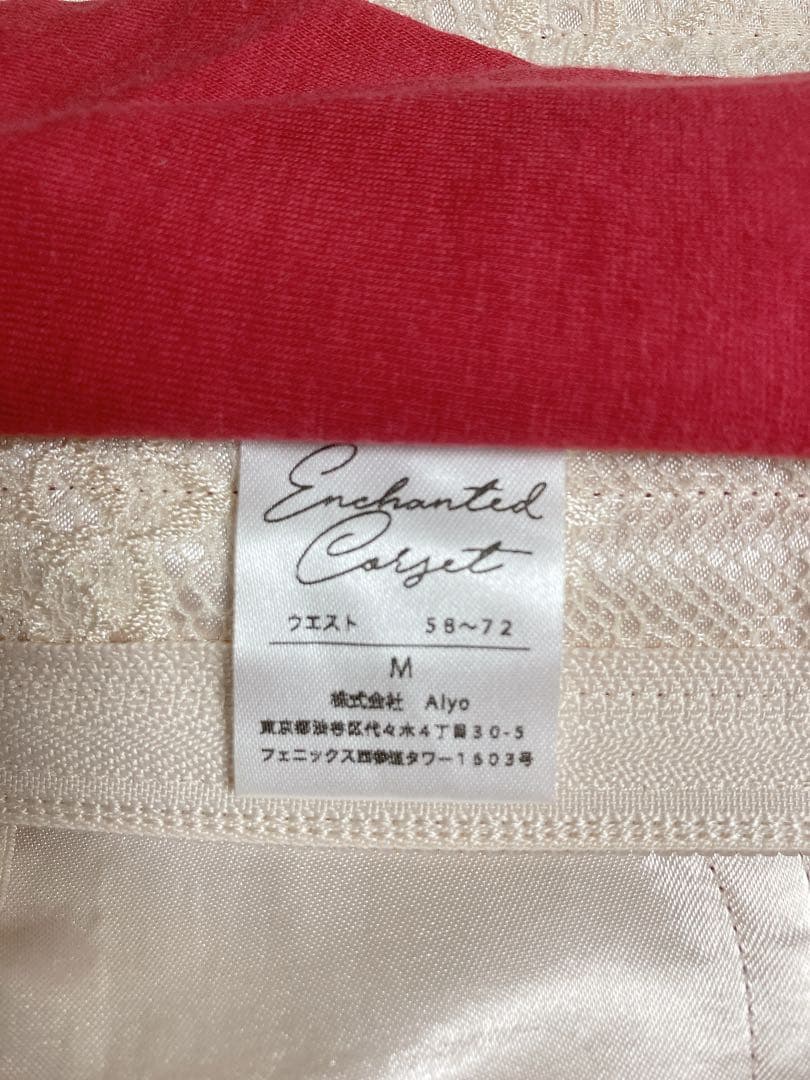 Enchanted
Corset
ウエスト 58〜72
M
株式会社 Alyo
東京都渋谷区代々木4丁目30-5
フェニックス西参道タワー1503号